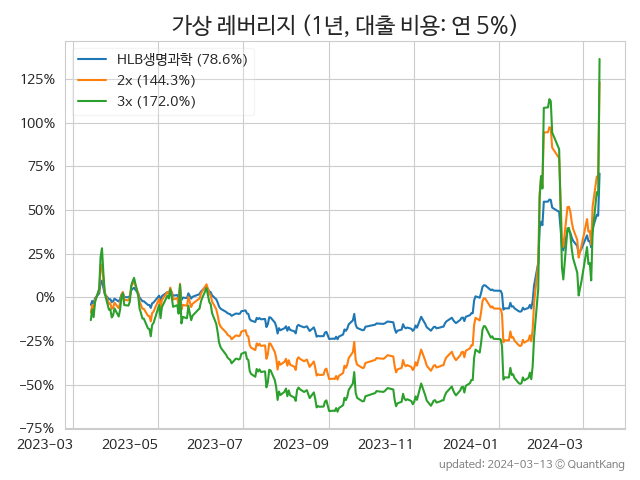 가상 레버리지 (1년, 대출 비용: 연 5%)
HLB생명과학 (78.6%)
2x (144.3%)
3x (172.0%)
125%
100%
75%
50%
25%
0%
−25%
−50%
−75%
2023-03 2023-05 2023-07 2023-09 2023-11 2024-01 2024-03
updated: 2024-03-13 ⓒ QuantKang